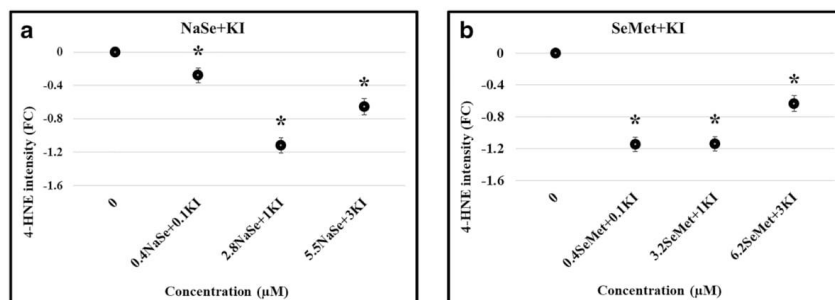 a
NaSe+KI
4-HNE intensity (FC)
0
-0.4
-0.8
-1.2
-1.6
*
*
*
0
0.4NaSe+0.1KI
2.8NaSe+1KI
5.5NaSe+3KI
Concentration (µM)
b
SeMet+KI
4-HNE intensity (FC)
0
-0.4
-0.8
-1.2
-1.6
*
*
*
0
0.4SeMet+0.1KI
3.2SeMet+1KI
6.2SeMet+3KI
Concentration (µM)